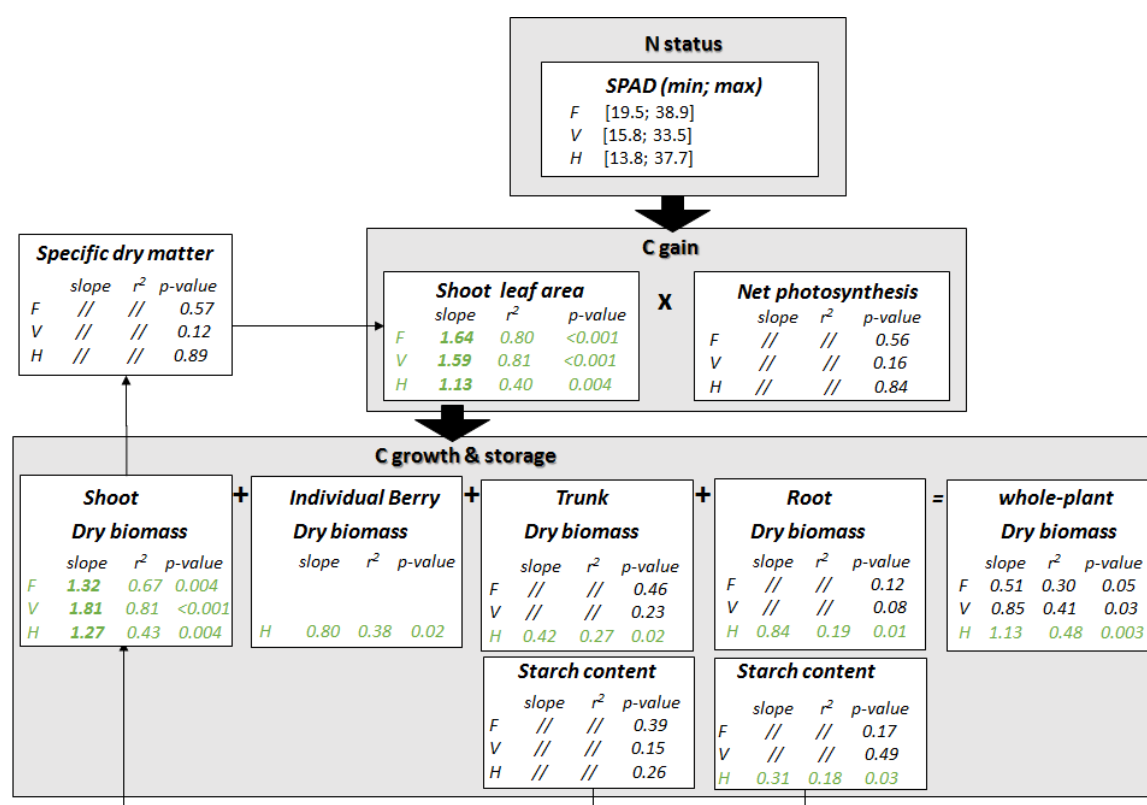 N status
SPAD (min; max)
F [19.5; 38.9]
V [15.8; 33.5]
H [13.8; 37.7]
Specific dry matter
slope r² p-value
F // // 0.57
V // // 0.12
H // // 0.89
C gain
Shoot leaf area
slope r² p-value
F 1.64 0.80 <0.001
V 1.59 0.81 <0.001
H 1.13 0.40 0.004
X
Net photosynthesis
slope r² p-value
F // // 0.56
V // // 0.16
H // // 0.84
C growth & storage
Shoot
Dry biomass
slope r² p-value
F 1.32 0.67 0.004
V 1.81 0.81 <0.001
H 1.27 0.43 0.004
+
Individual Berry
Dry biomass
slope r² p-value
H 0.80 0.38 0.02
+
Trunk
Dry biomass
slope r² p-value
F // // 0.46
V // // 0.23
H 0.42 0.27 0.02
Starch content
slope r² p-value
F // // 0.39
V // // 0.15
H // // 0.26
+
Root
Dry biomass
slope r² p-value
F // // 0.12
V // // 0.08
H 0.84 0.19 0.01
Starch content
slope r² p-value
F // // 0.17
V // // 0.49
H 0.31 0.18 0.03
=
whole-plant
Dry biomass
slope r² p-value
F 0.51 0.30 0.05
V 0.85 0.41 0.03
H 1.13 0.48 0.003